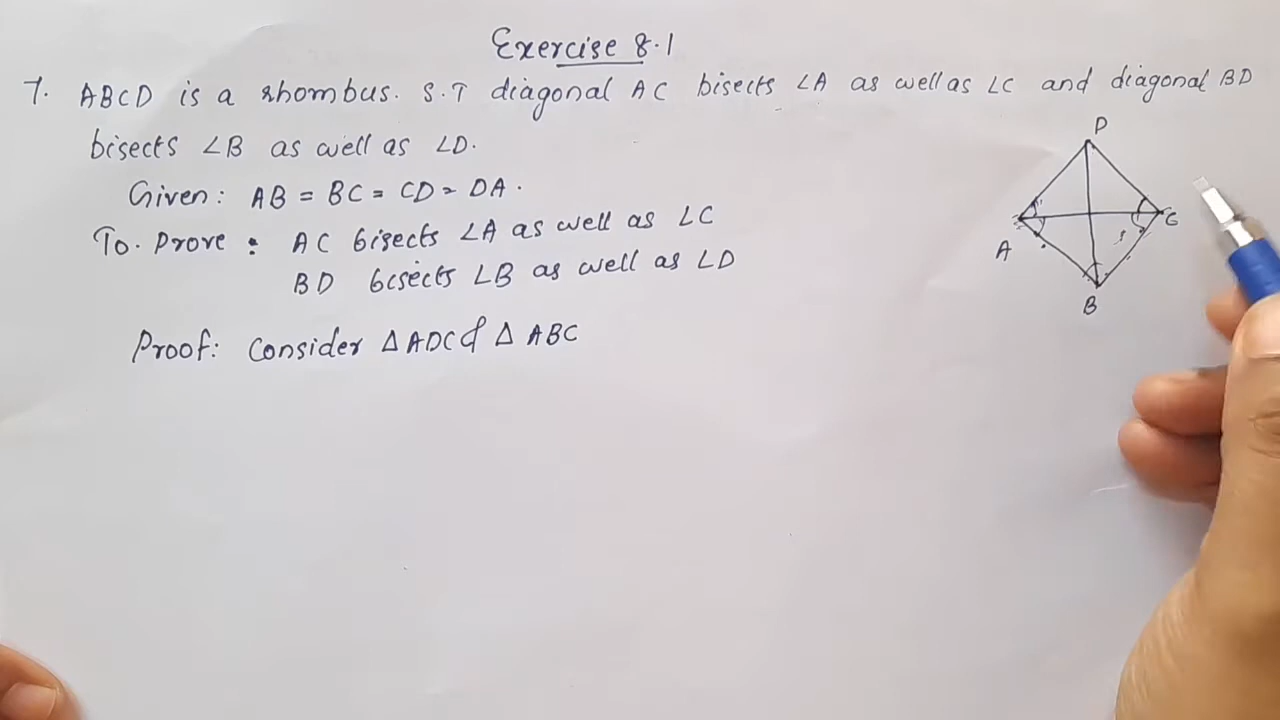 Exercise 8.1
7. ABCD is a rhombus. S.T diagonal AC bisects ∠A as well as ∠C and diagonal BD
bisects ∠B as well as ∠D.
Given: AB = BC = CD = DA.
To Prove: AC bisects ∠A as well as ∠C
BD bisects ∠B as well as ∠D
Proof: Consider △ADC & △ABC
D
A
C
B